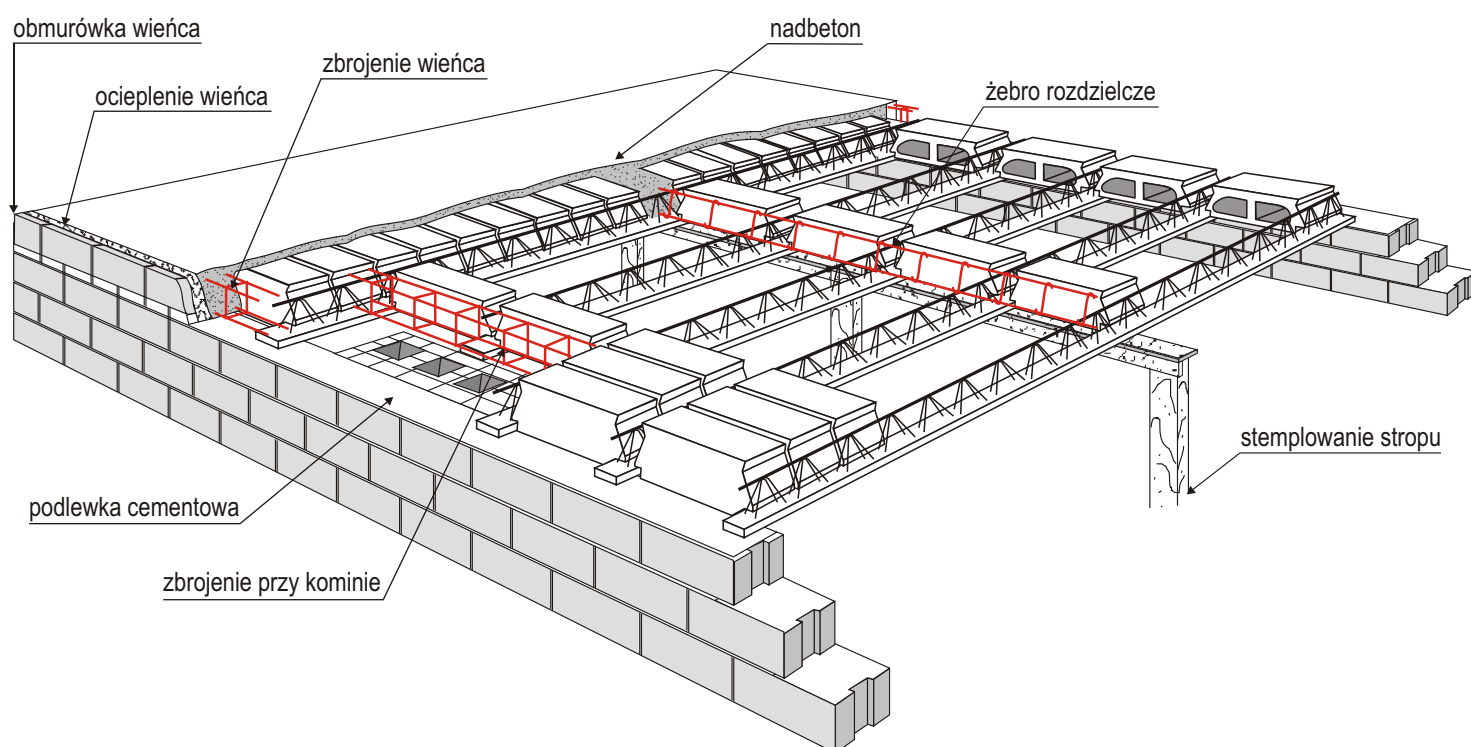 obmurówka wieńca
nadbeton
zbrojenie wieńca
ocieplenie wieńca
żebro rozdzielcze
stemplowanie stropu
podlewka cementowa
zbrojenie przy kominie